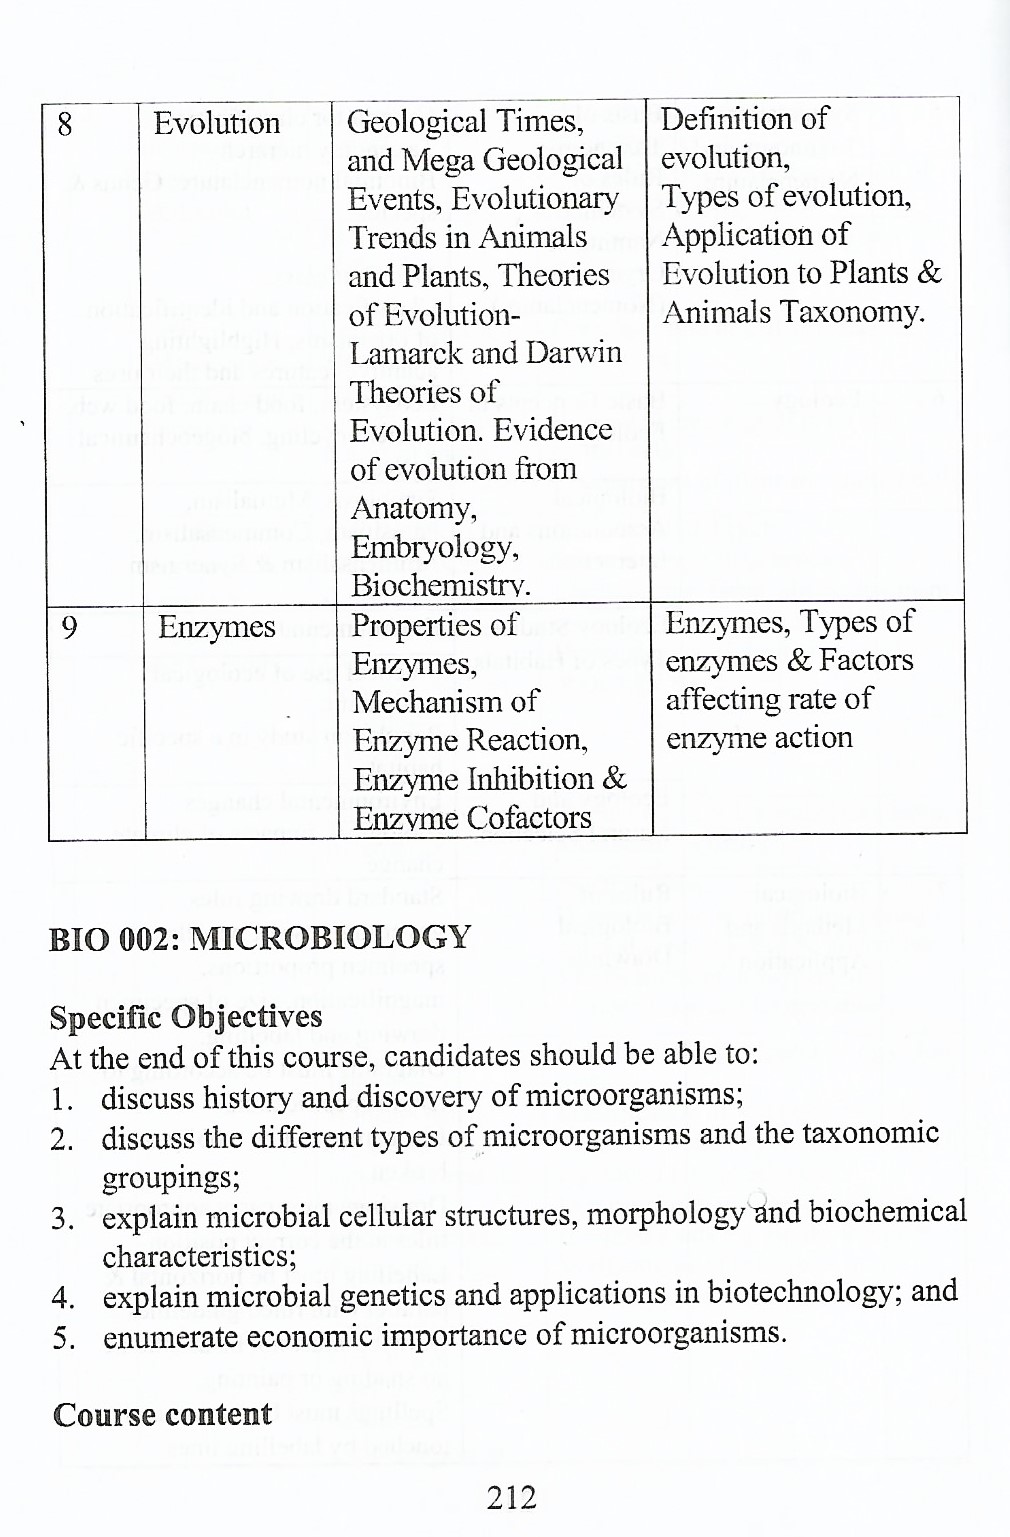 8
Evolution
Geological Times,
and Mega Geological
Events, Evolutionary
Trends in Animals
and Plants, Theories
of Evolution-
Lamarck and Darwin
Theories of
Evolution. Evidence
of evolution from
Anatomy,
Embryology,
Biochemistry.
Definition of
evolution,
Types of evolution,
Application of
Evolution to Plants &
Animals Taxonomy.
9
Enzymes
Properties of
Enzymes,
Mechanism of
Enzyme Reaction,
Enzyme Inhibition &
Enzyme Cofactors
Enzymes, Types of
enzymes & Factors
affecting rate of
enzyme action
BIO 002: MICROBIOLOGY
Specific Objectives
At the end of this course, candidates should be able to:
1. discuss history and discovery of microorganisms;
2. discuss the different types of microorganisms and the taxonomic
groupings;
3. explain microbial cellular structures, morphology and biochemical
characteristics;
4. explain microbial genetics and applications in biotechnology; and
5. enumerate economic importance of microorganisms.
Course content
212